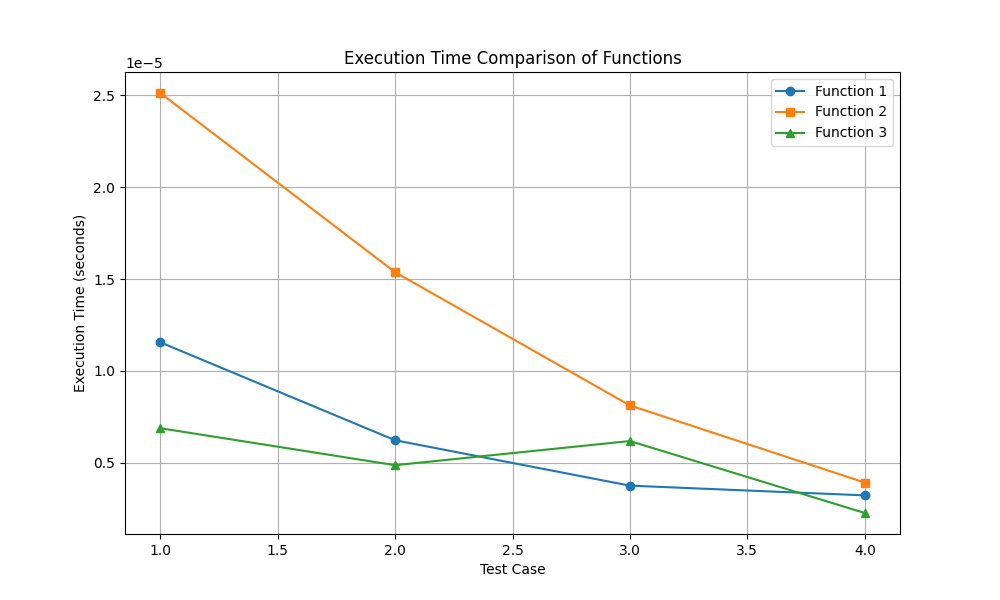 Execution Time Comparison of Functions
1e−5
Function 1
Function 2
Function 3
2.5
2.0
1.5
1.0
0.5
Execution Time (seconds)
1.0 1.5 2.0 2.5 3.0 3.5 4.0
Test Case